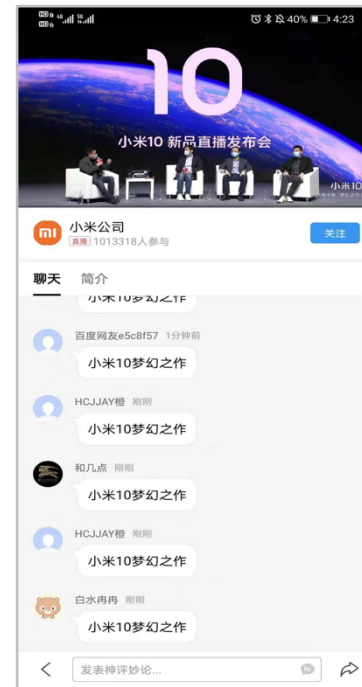 40% 4:23
10
小米10 新品直播发布会
小米10
小米公司
直播 1013318人参与
关注
聊天 简介
小米10梦幻之作
百度网友e5c8f57 1分钟前
小米10梦幻之作
HCJJAY橙 刚刚
小米10梦幻之作
和几点 刚刚
小米10梦幻之作
HCJJAY橙 刚刚
小米10梦幻之作
白水冉冉 刚刚
小米10梦幻之作
发表神评妙论...